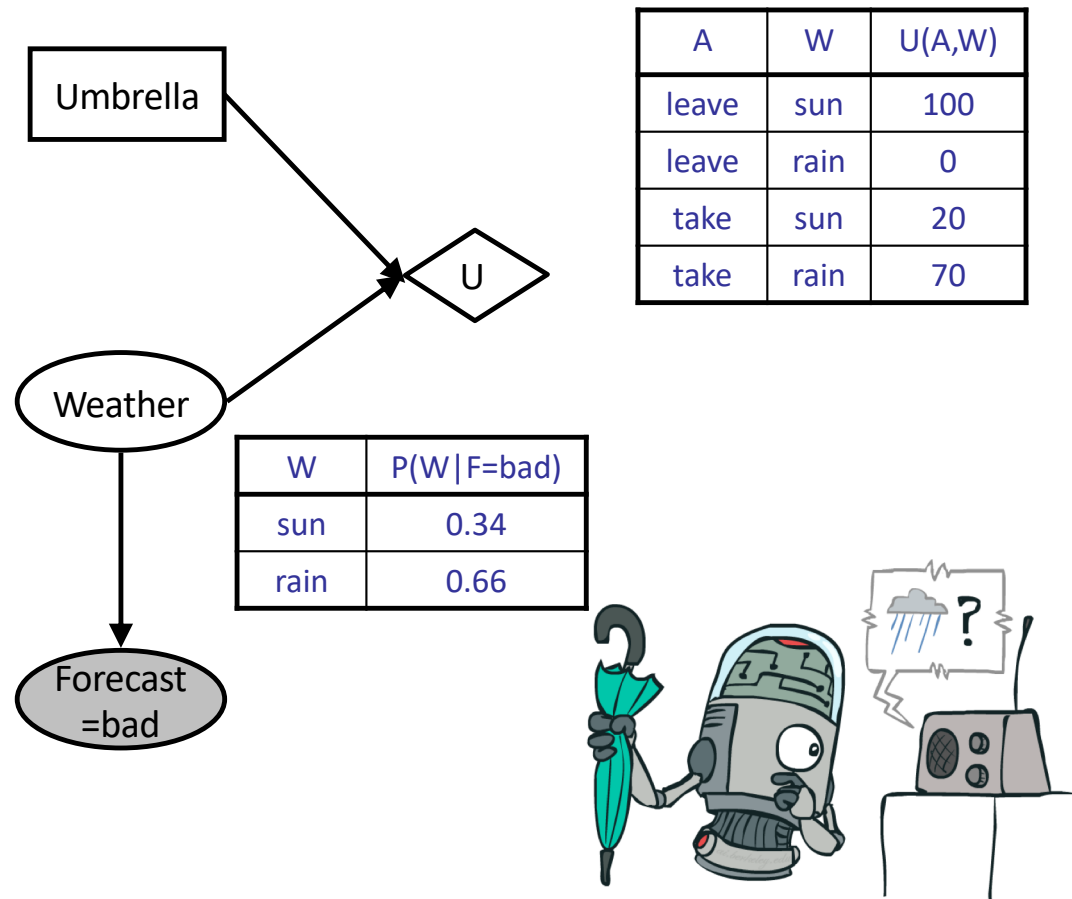 Umbrella
A W U(A,W)
leave sun 100
leave rain 0
take sun 20
take rain 70
U
Weather
W P(W|F=bad)
sun 0.34
rain 0.66
Forecast
=bad
?